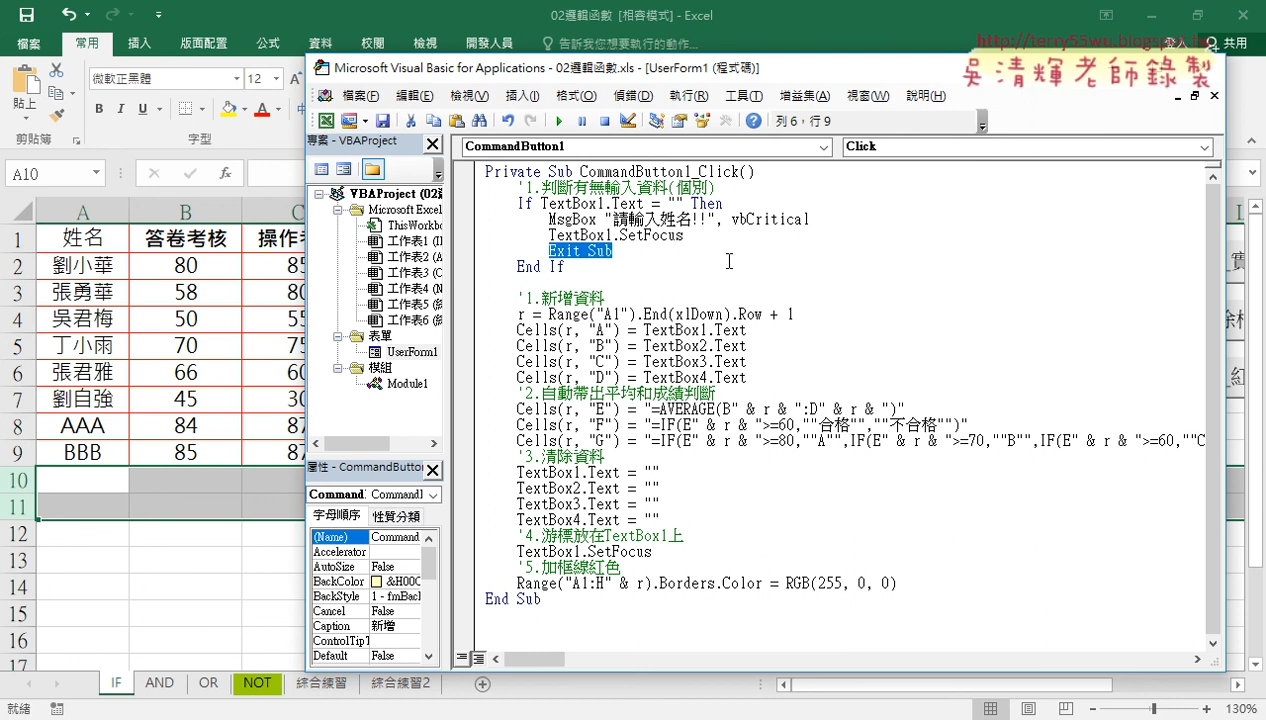 02邏輯函數 [相容模式] - Excel
檔案 常用 插入 版面配置 公式 資料 校閱 檢視 開發人員 告訴我您想要執行的動作... 登入 共用
http://terry55wu.blogspot.tw
吳清輝老師錄製
貼上 微軟正黑體 12
B I U
剪貼簿 字型
A10
A B C
1 姓名 答卷考核 操作考
2 劉小華 80 85
3 張勇華 58 80
4 吳君梅 50 55
5 丁小雨 70 75
6 張君雅 66 60
7 劉自強 45 30
8 AAA 84 87
9 BBB 85 87
10
11
12
13
14
15
16
17
IF AND OR NOT 綜合練習 綜合練習2
就緒 130%
Microsoft Visual Basic for Applications - 02邏輯函數.xls - [UserForm1 (程式碼)]
檔案(F) 編輯(E) 檢視(V) 插入(I) 格式(O) 偵錯(D) 執行(R) 工具(T) 增益集(A) 視窗(W) 說明(H)
列 6，行 9
專案 - VBAProject
VBAProject (02
Microsoft Excel
ThisWorkb
工作表1 (I
工作表2 (A
工作表3 (
工作表4 (N
工作表5 (
工作表6 (
表單
UserForm1
模組
Module1
屬性 - CommandButto
Command CommandB
字母順序 性質分類
(Name) Command
Accelerator
AutoSize False
BackColor &H00C
BackStyle 1 - fmBac
Cancel False
Caption 新增
ControlTipT
Default False
CommandButton1 Click
Private Sub CommandButton1_Click()
'1.判斷有無輸入資料(個別)
If TextBox1.Text = "" Then
MsgBox "請輸入姓名!!", vbCritical
TextBox1.SetFocus
Exit Sub
End If
'1.新增資料
r = Range("A1").End(xlDown).Row + 1
Cells(r, "A") = TextBox1.Text
Cells(r, "B") = TextBox2.Text
Cells(r, "C") = TextBox3.Text
Cells(r, "D") = TextBox4.Text
'2.自動帶出平均和成績判斷
Cells(r, "E") = "=AVERAGE(B" & r & ":D" & r & ")"
Cells(r, "F") = "=IF(E" & r & ">=60,""合格"",""不合格"")"
Cells(r, "G") = "=IF(E" & r & ">=80,""A"",IF(E" & r & ">=70,""B"",IF(E" & r & ">=60,""C
'3.清除資料
TextBox1.Text = ""
TextBox2.Text = ""
TextBox3.Text = ""
TextBox4.Text = ""
'4.游標放在TextBox1上
TextBox1.SetFocus
'5.加框線紅色
Range("A1:H" & r).Borders.Color = RGB(255, 0, 0)
End Sub